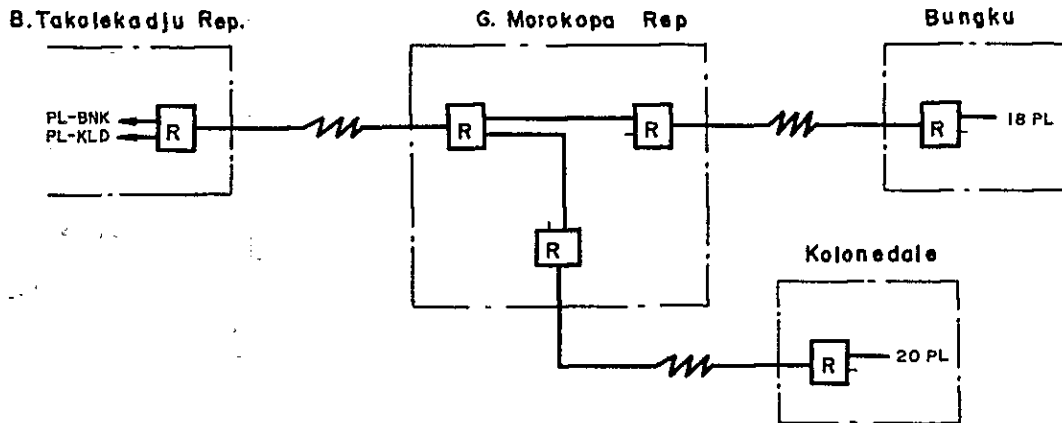 B. Takolekadju Rep.
G. Morokopa Rep
Bungku
PL-BNK
PL-KLD
R
R
R
R
18 PL
R
Kolonedale
R
20 PL